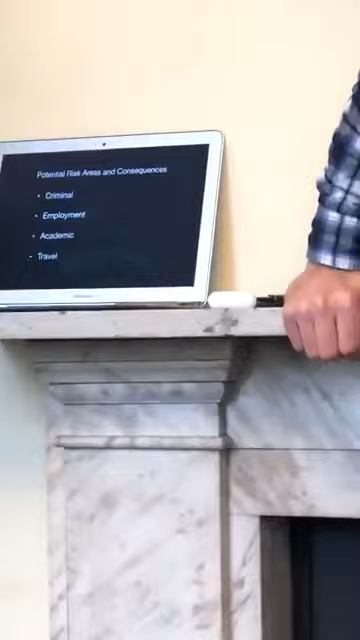 Potential Risk Areas and Consequences
• Criminal
• Employment
• Academic
• Travel